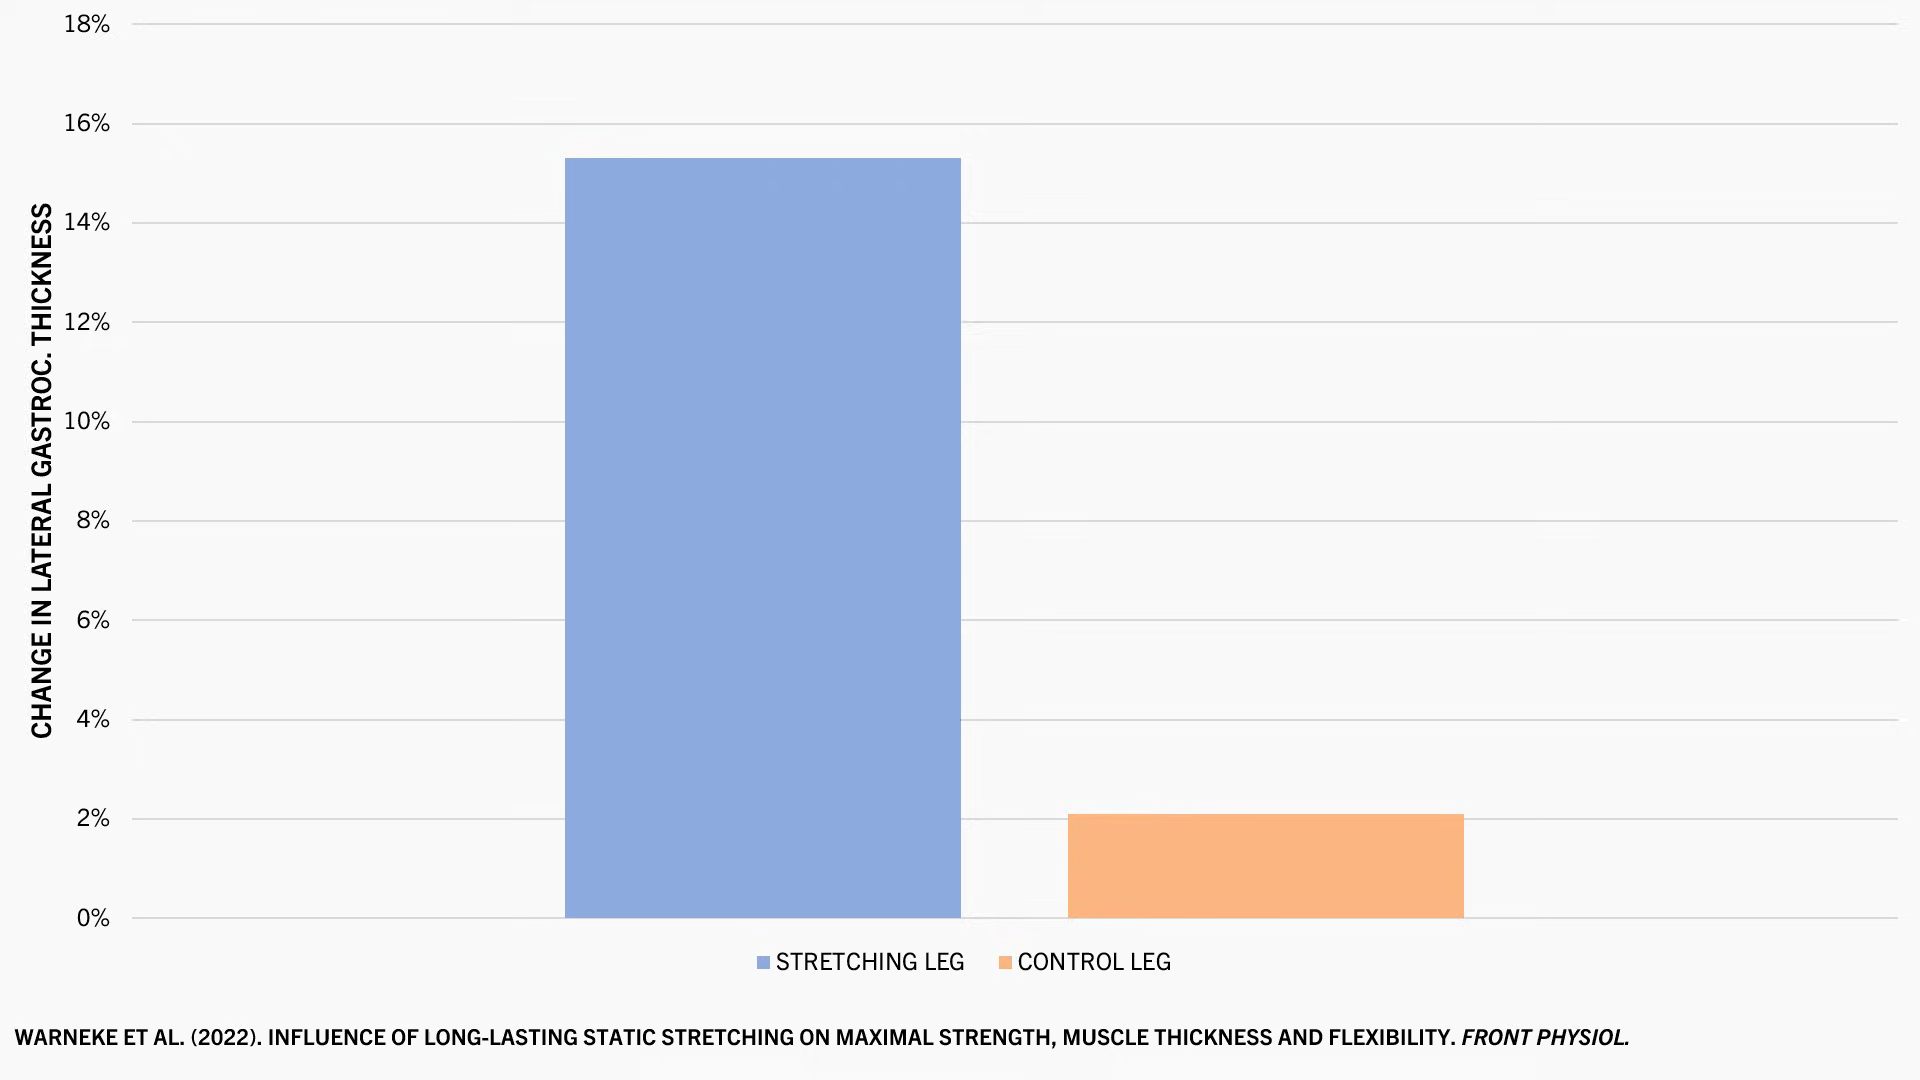 18%
16%
14%
12%
10%
8%
6%
4%
2%
0%
CHANGE IN LATERAL GASTROC. THICKNESS
STRETCHING LEG
CONTROL LEG
WARNEKE ET AL. (2022). INFLUENCE OF LONG-LASTING STATIC STRETCHING ON MAXIMAL STRENGTH, MUSCLE THICKNESS AND FLEXIBILITY. FRONT PHYSIOL.